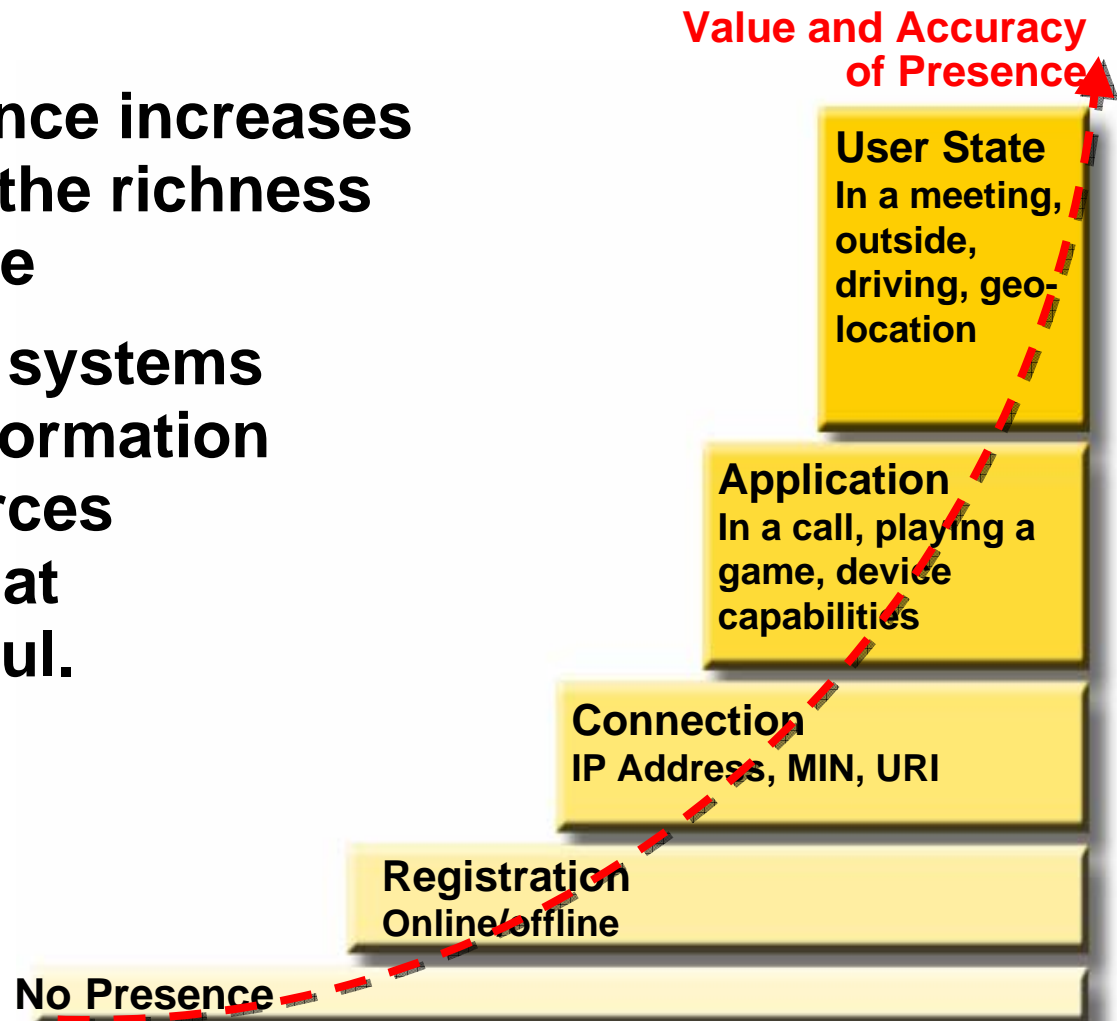 Value and Accuracy
of Presence
nce increases
the richness
e
systems
ormation
rces
at
ul.
User State
In a meeting,
outside,
driving, geo-
location
Application
In a call, playing a
game, device
capabilities
Connection
IP Address, MIN, URI
Registration
Online/offline
No Presence